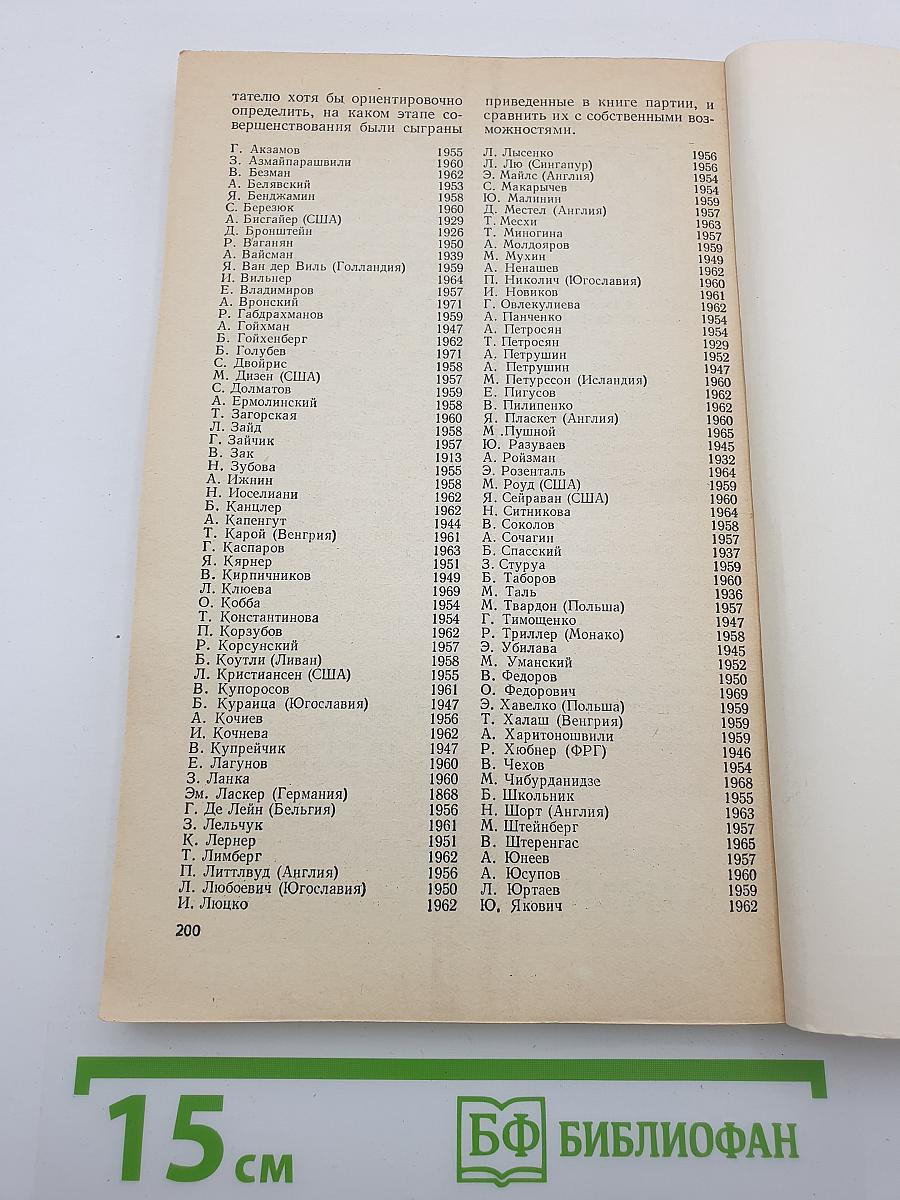 тателю хотя бы ориентировочно
определить, на каком этапе со-
вершенствования были сыграны
Г. Акзамов 1955
З. Азмайпарашвили 1960
В. Безман 1962
А. Белявский 1953
Я. Бенджамин 1958
С. Березюк 1960
А. Бисгайер (США) 1929
Д. Бронштейн 1926
Р. Ваганян 1950
А. Вайсман 1939
Я. Ван дер Виль (Голландия) 1959
И. Вильнер 1964
Е. Владимиров 1957
А. Вронский 1971
Р. Габдрахманов 1959
А. Гойхман 1947
Б. Гойхенберг 1962
Б. Голубев 1971
С. Двойрис 1958
М. Дизен (США) 1957
С. Долматов 1959
А. Ермолинский 1958
Т. Загорская 1960
Л. Зайд 1958
Г. Зайчик 1957
В. Зак 1913
Н. Зубова 1955
А. Ижнин 1958
Н. Иоселиани 1962
Б. Канцлер 1962
А. Капенгут 1944
Т. Карой (Венгрия) 1961
Г. Каспаров 1963
Я. Кярнер 1951
В. Кирпичников 1949
Л. Клюева 1969
О. Кобба 1954
Т. Константинова 1954
П. Корзубов 1962
Р. Корсунский 1957
Б. Коутли (Ливан) 1958
Л. Кристиансен (США) 1955
В. Купоросов 1961
Б. Кураица (Югославия) 1947
А. Кочиев 1956
И. Кочнева 1962
В. Купрейчик 1947
Е. Лагунов 1960
З. Ланка 1960
Эм. Ласкер (Германия) 1868
Г. Де Лейн (Бельгия) 1956
З. Лельчук 1961
К. Лернер 1951
Т. Лимберг 1962
П. Литтлвуд (Англия) 1956
Л. Любоевич (Югославия) 1950
И. Люцко 1962
200
приведенные в книге партии, и
сравнить их с собственными воз-
можностями.
Л. Лысенко 1956
Л. Лю (Сингапур) 1956
Э. Майлс (Англия) 1954
С. Макарычев 1954
Ю. Малинин 1959
Д. Местел (Англия) 1957
Т. Месхи 1963
Т. Миногина 1957
А. Молдояров 1959
М. Мухин 1949
А. Ненашев 1962
П. Николич (Югославия) 1960
И. Новиков 1961
Г. Овлекулиева 1962
А. Панченко 1954
А. Петросян 1954
Т. Петросян 1929
А. Петрушин 1952
А. Петрушин 1947
М. Петурссон (Исландия) 1960
Е. Пигусов 1962
В. Пилипенко 1962
Я. Пласкет (Англия) 1960
М .Пушной 1965
Ю. Разуваев 1945
А. Ройзман 1932
Э. Розенталь 1964
М. Роуд (США) 1959
Я. Сейраван (США) 1960
Н. Ситникова 1964
В. Соколов 1958
А. Сочагин 1957
Б. Спасский 1937
З. Стуруа 1959
Б. Таборов 1960
М. Таль 1936
М. Твардон (Польша) 1957
Г. Тимощенко 1947
Р. Триллер (Монако) 1958
Э. Убилава 1945
М. Уманский 1952
В. Федоров 1950
О. Федорович 1969
Э. Хавелко (Польша) 1959
Т. Халаш (Венгрия) 1959
А. Харитоношвили 1959
Р. Хюбнер (ФРГ) 1946
В. Чехов 1954
М. Чибурданидзе 1968
Б. Школьник 1955
Н. Шорт (Англия) 1963
М. Штейнберг 1957
В. Штеренгас 1965
А. Юнеев 1957
А. Юсупов 1960
Л. Юртаев 1959
Ю. Якович 1962
15 см
БФ БИБЛИОФАН